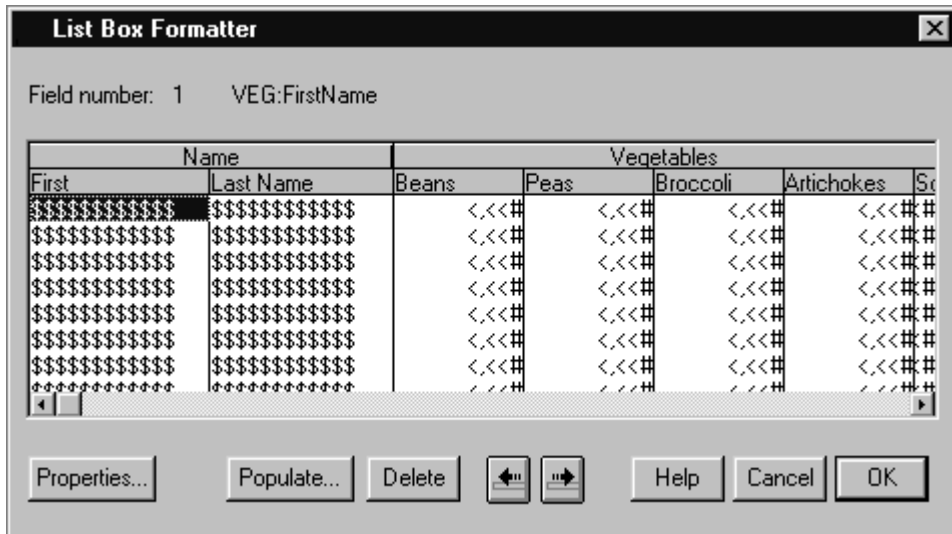 List Box Formatter
Field number: 1 VEG:FirstName
Name Vegetables
First Last Name Beans Peas Broccoli Artichokes
$$$$$$$$$$$$$ $$$$$$$$$$$$ <,<<# <,<<# <,<<# <,<<# #
$$$$$$$$$$$$$ $$$$$$$$$$$$ <,<<# <,<<# <,<<# <,<<# #
$$$$$$$$$$$$$ $$$$$$$$$$$$ <,<<# <,<<# <,<<# <,<<# #
$$$$$$$$$$$$$ $$$$$$$$$$$$ <,<<# <,<<# <,<<# <,<<# #
$$$$$$$$$$$$$ $$$$$$$$$$$$ <,<<# <,<<# <,<<# <,<<# #
$$$$$$$$$$$$$ $$$$$$$$$$$$ <,<<# <,<<# <,<<# <,<<# #
$$$$$$$$$$$$$ $$$$$$$$$$$$ <,<<# <,<<# <,<<# <,<<# #
Properties... Populate... Delete Help Cancel OK